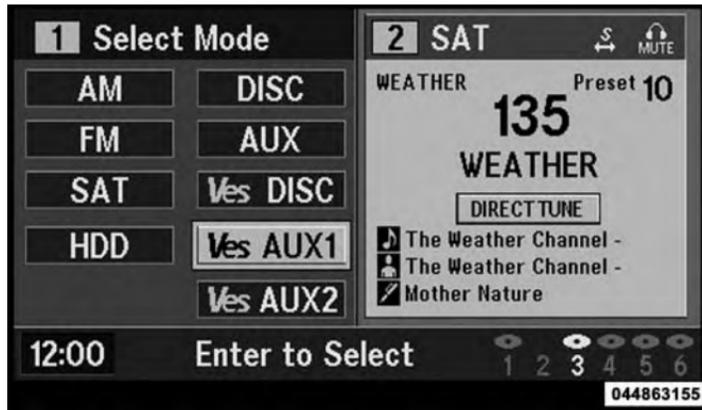 1 Select Mode
AM
DISC
FM
AUX
SAT
Ves DISC
HDD
Ves AUX1
Ves AUX2
2 SAT
S
MUTE
WEATHER
Preset 10
135
WEATHER
DIRECT TUNE
The Weather Channel -
The Weather Channel -
Mother Nature
12:00
Enter to Select
1 2 3 4 5 6
044863155